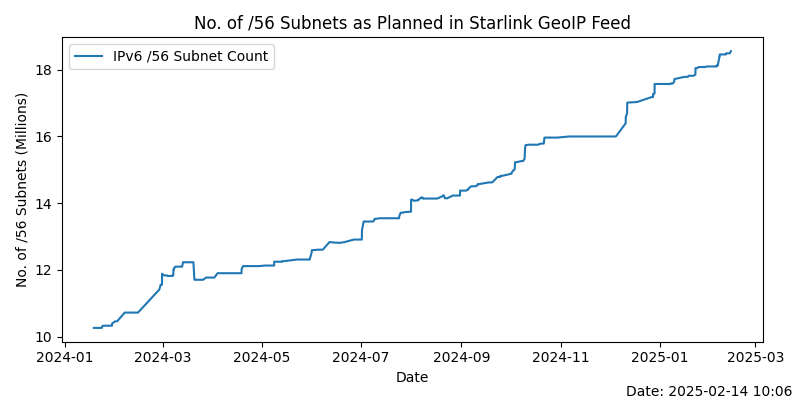 No. of /56 Subnets as Planned in Starlink GeoIP Feed
IPv6 /56 Subnet Count
No. of /56 Subnets (Millions)
18
16
14
12
10
2024-01 2024-03 2024-05 2024-07 2024-09 2024-11 2025-01 2025-03
Date
Date: 2025-02-14 10:06